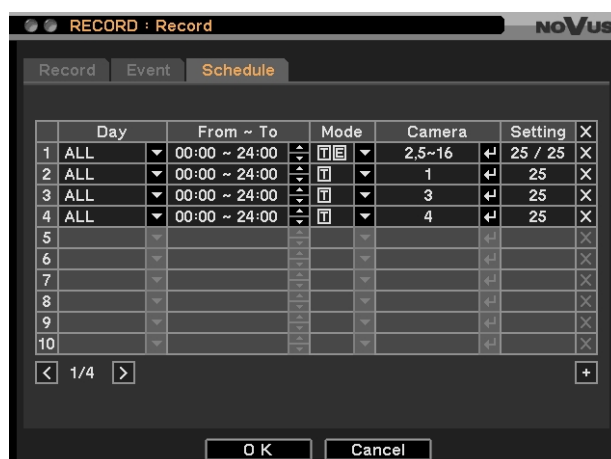 RECORD : Record
NOVUS
Record Event Schedule
Day From ~ To Mode Camera Setting X
1 ALL 00:00 ~ 24:00 T E 2,5~16 25 / 25 X
2 ALL 00:00 ~ 24:00 T 1 25 X
3 ALL 00:00 ~ 24:00 T 3 25 X
4 ALL 00:00 ~ 24:00 T 4 25 X
5 X
6 X
7 X
8 X
9 X
10 X
< 1/4 > +
OK Cancel